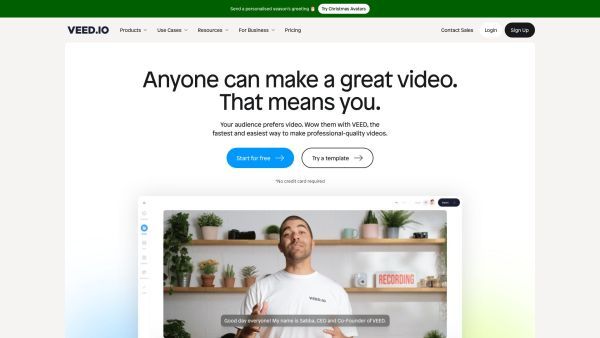 Send a personalised season's greeting
Try Christmas Avatars
VEED.IO
Products
Use Cases
Resources
For Business
Pricing
Contact Sales
Login
Sign Up
Anyone can make a great video.
That means you.
Your audience prefers video. Wow them with VEED, the
fastest and easiest way to make professional-quality videos.
Start for free
Try a template
*No credit card required
RECORDING
VEED.IO
Good day everyone! My name is Sabba, CEO and Co-Founder of VEED.